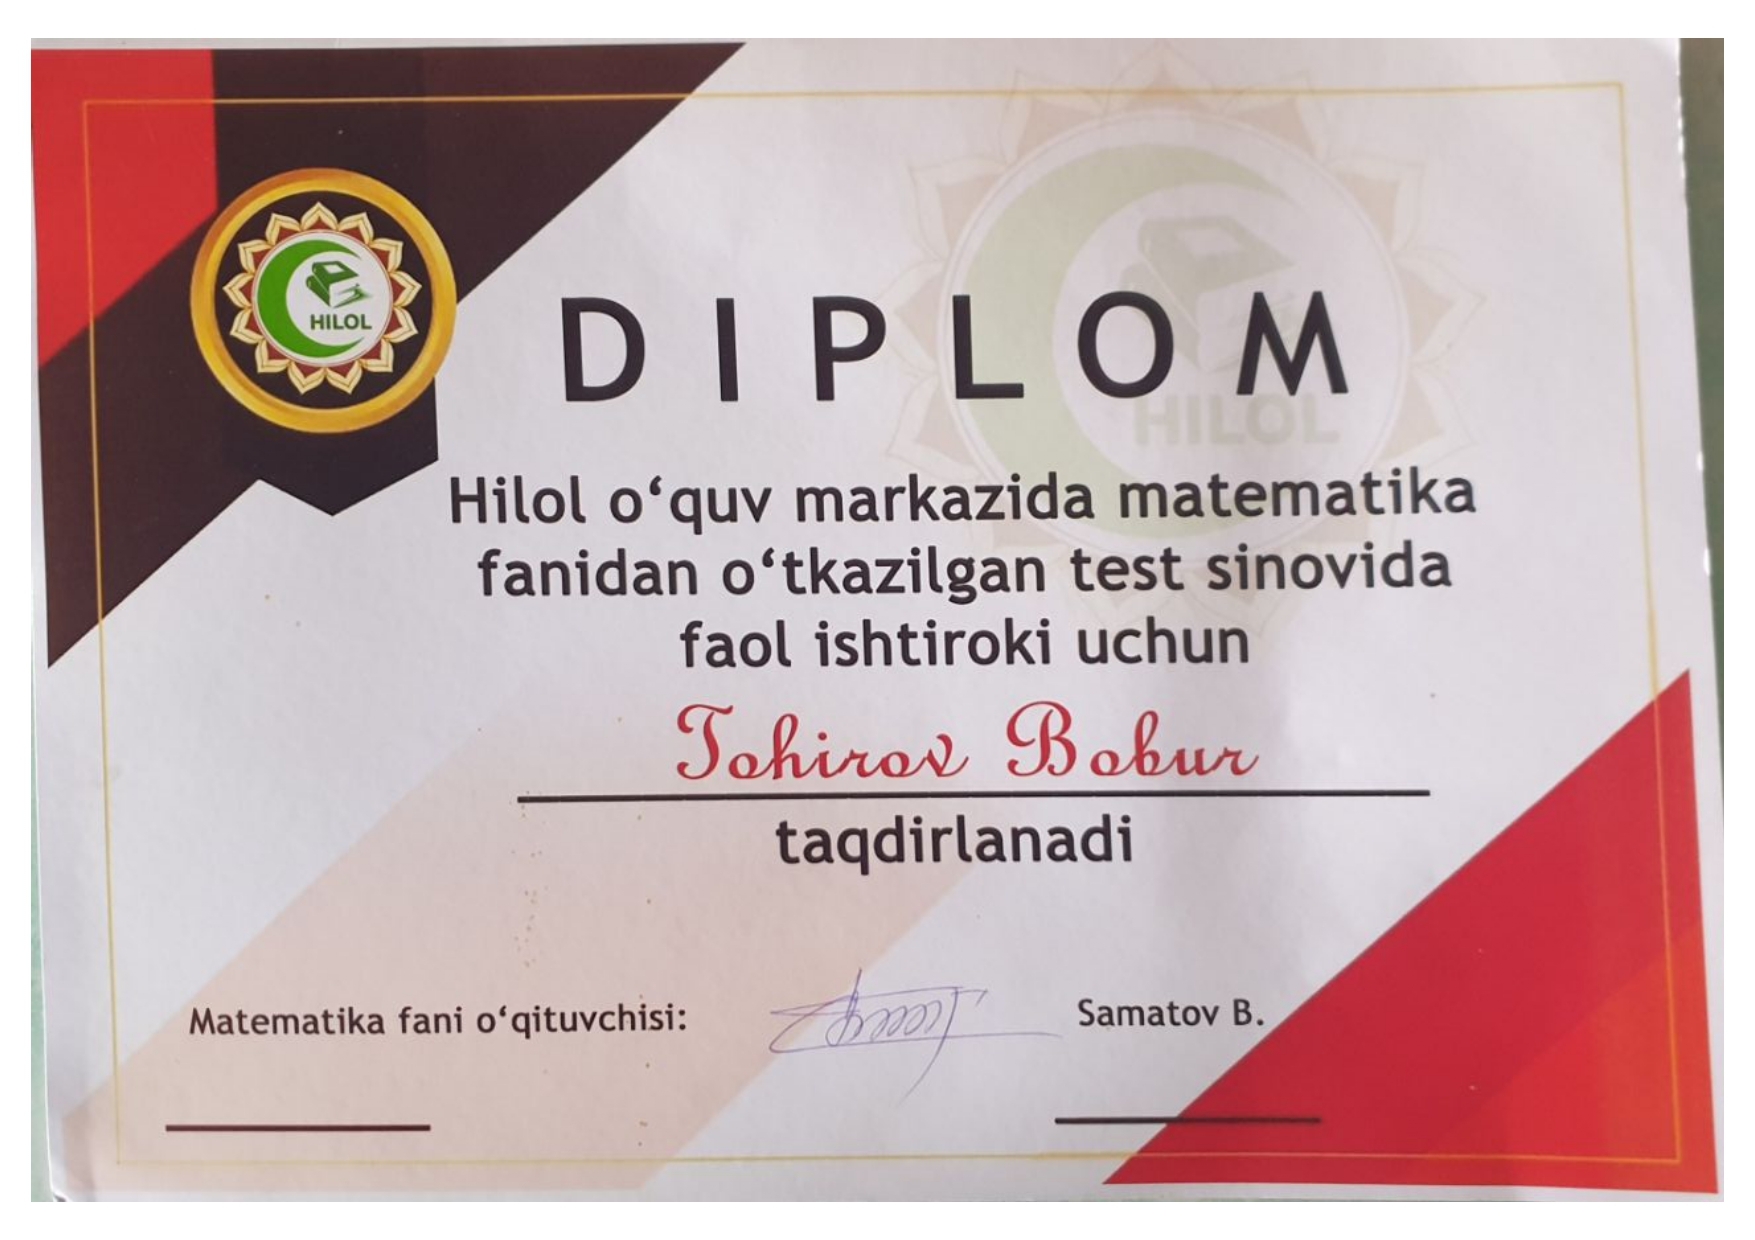 HILOL
D I P L O M
HILOL
Hilol o‘quv markazida matematika
fanidan o‘tkazilgan test sinovida
faol ishtiroki uchun
Tohirov Bobur
taqdirlanadi
Matematika fani o‘qituvchisi: Samatov B.